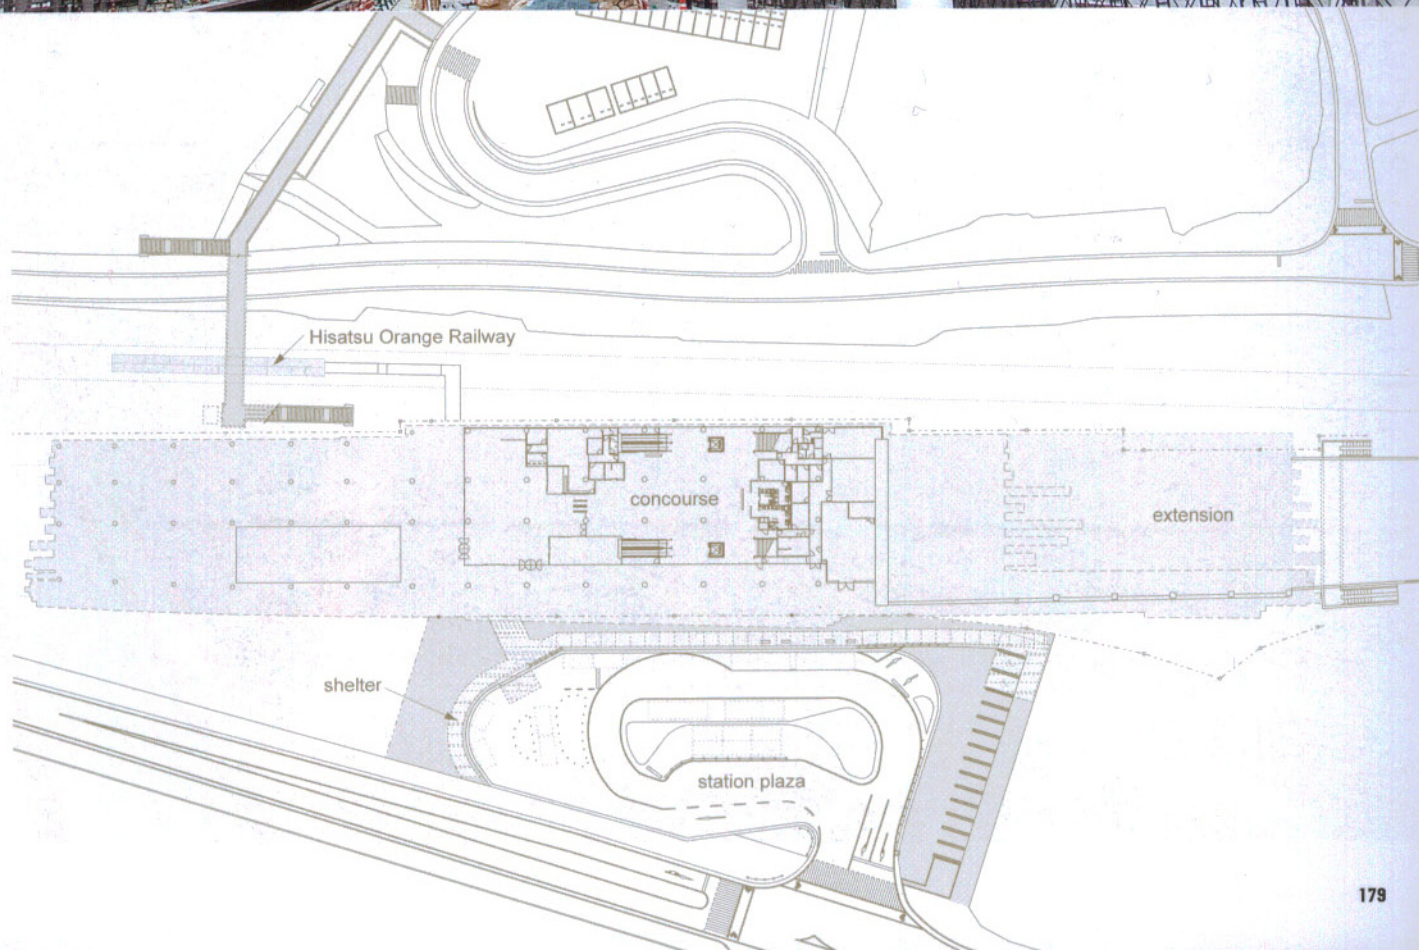 Hisatsu Orange Railway
concourse
extension
shelter
station plaza
179